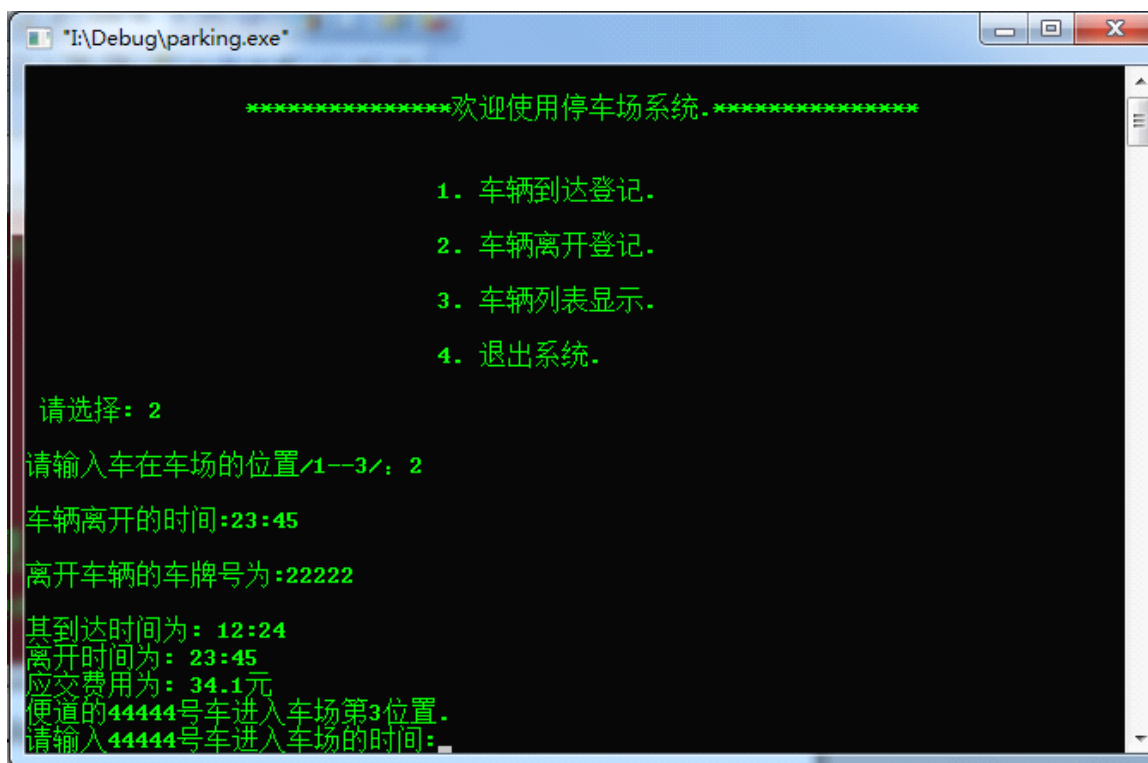 "I:\Debug\parking.exe"
***************欢迎使用停车场系统.***************
1. 车辆到达登记.
2. 车辆离开登记.
3. 车辆列表显示.
4. 退出系统.
请选择: 2
请输入车在车场的位置/1--3/: 2
车辆离开的时间:23:45
离开车辆的车牌号为:22222
其到达时间为: 12:24
离开时间为: 23:45
应交费用为: 34.1元
便道的44444号车进入车场第3位置.
请输入44444号车进入车场的时间: